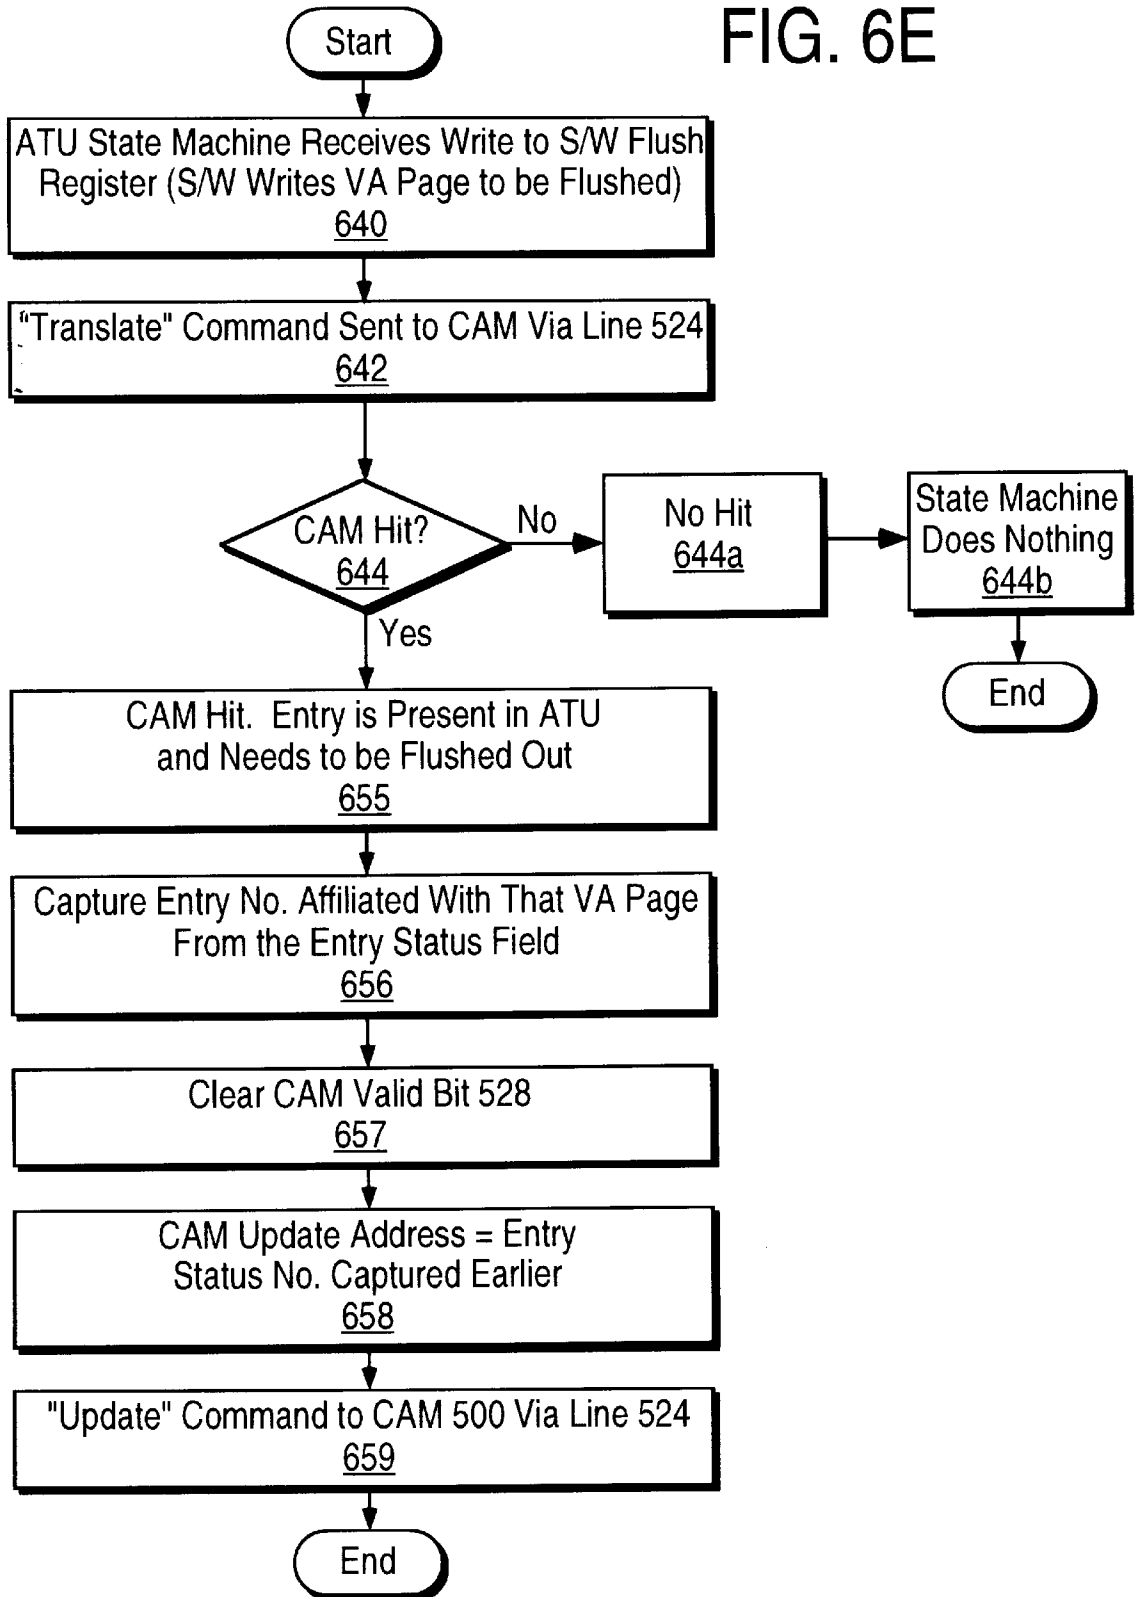 FIG. 6E
Start
ATU State Machine Receives Write to S/W Flush
Register (S/W Writes VA Page to be Flushed)
640
"Translate" Command Sent to CAM Via Line 524
642
CAM Hit?
644
No
No Hit
644a
State Machine
Does Nothing
644b
End
Yes
CAM Hit. Entry is Present in ATU
and Needs to be Flushed Out
655
Capture Entry No. Affiliated With That VA Page
From the Entry Status Field
656
Clear CAM Valid Bit 528
657
CAM Update Address = Entry
Status No. Captured Earlier
658
"Update" Command to CAM 500 Via Line 524
659
End